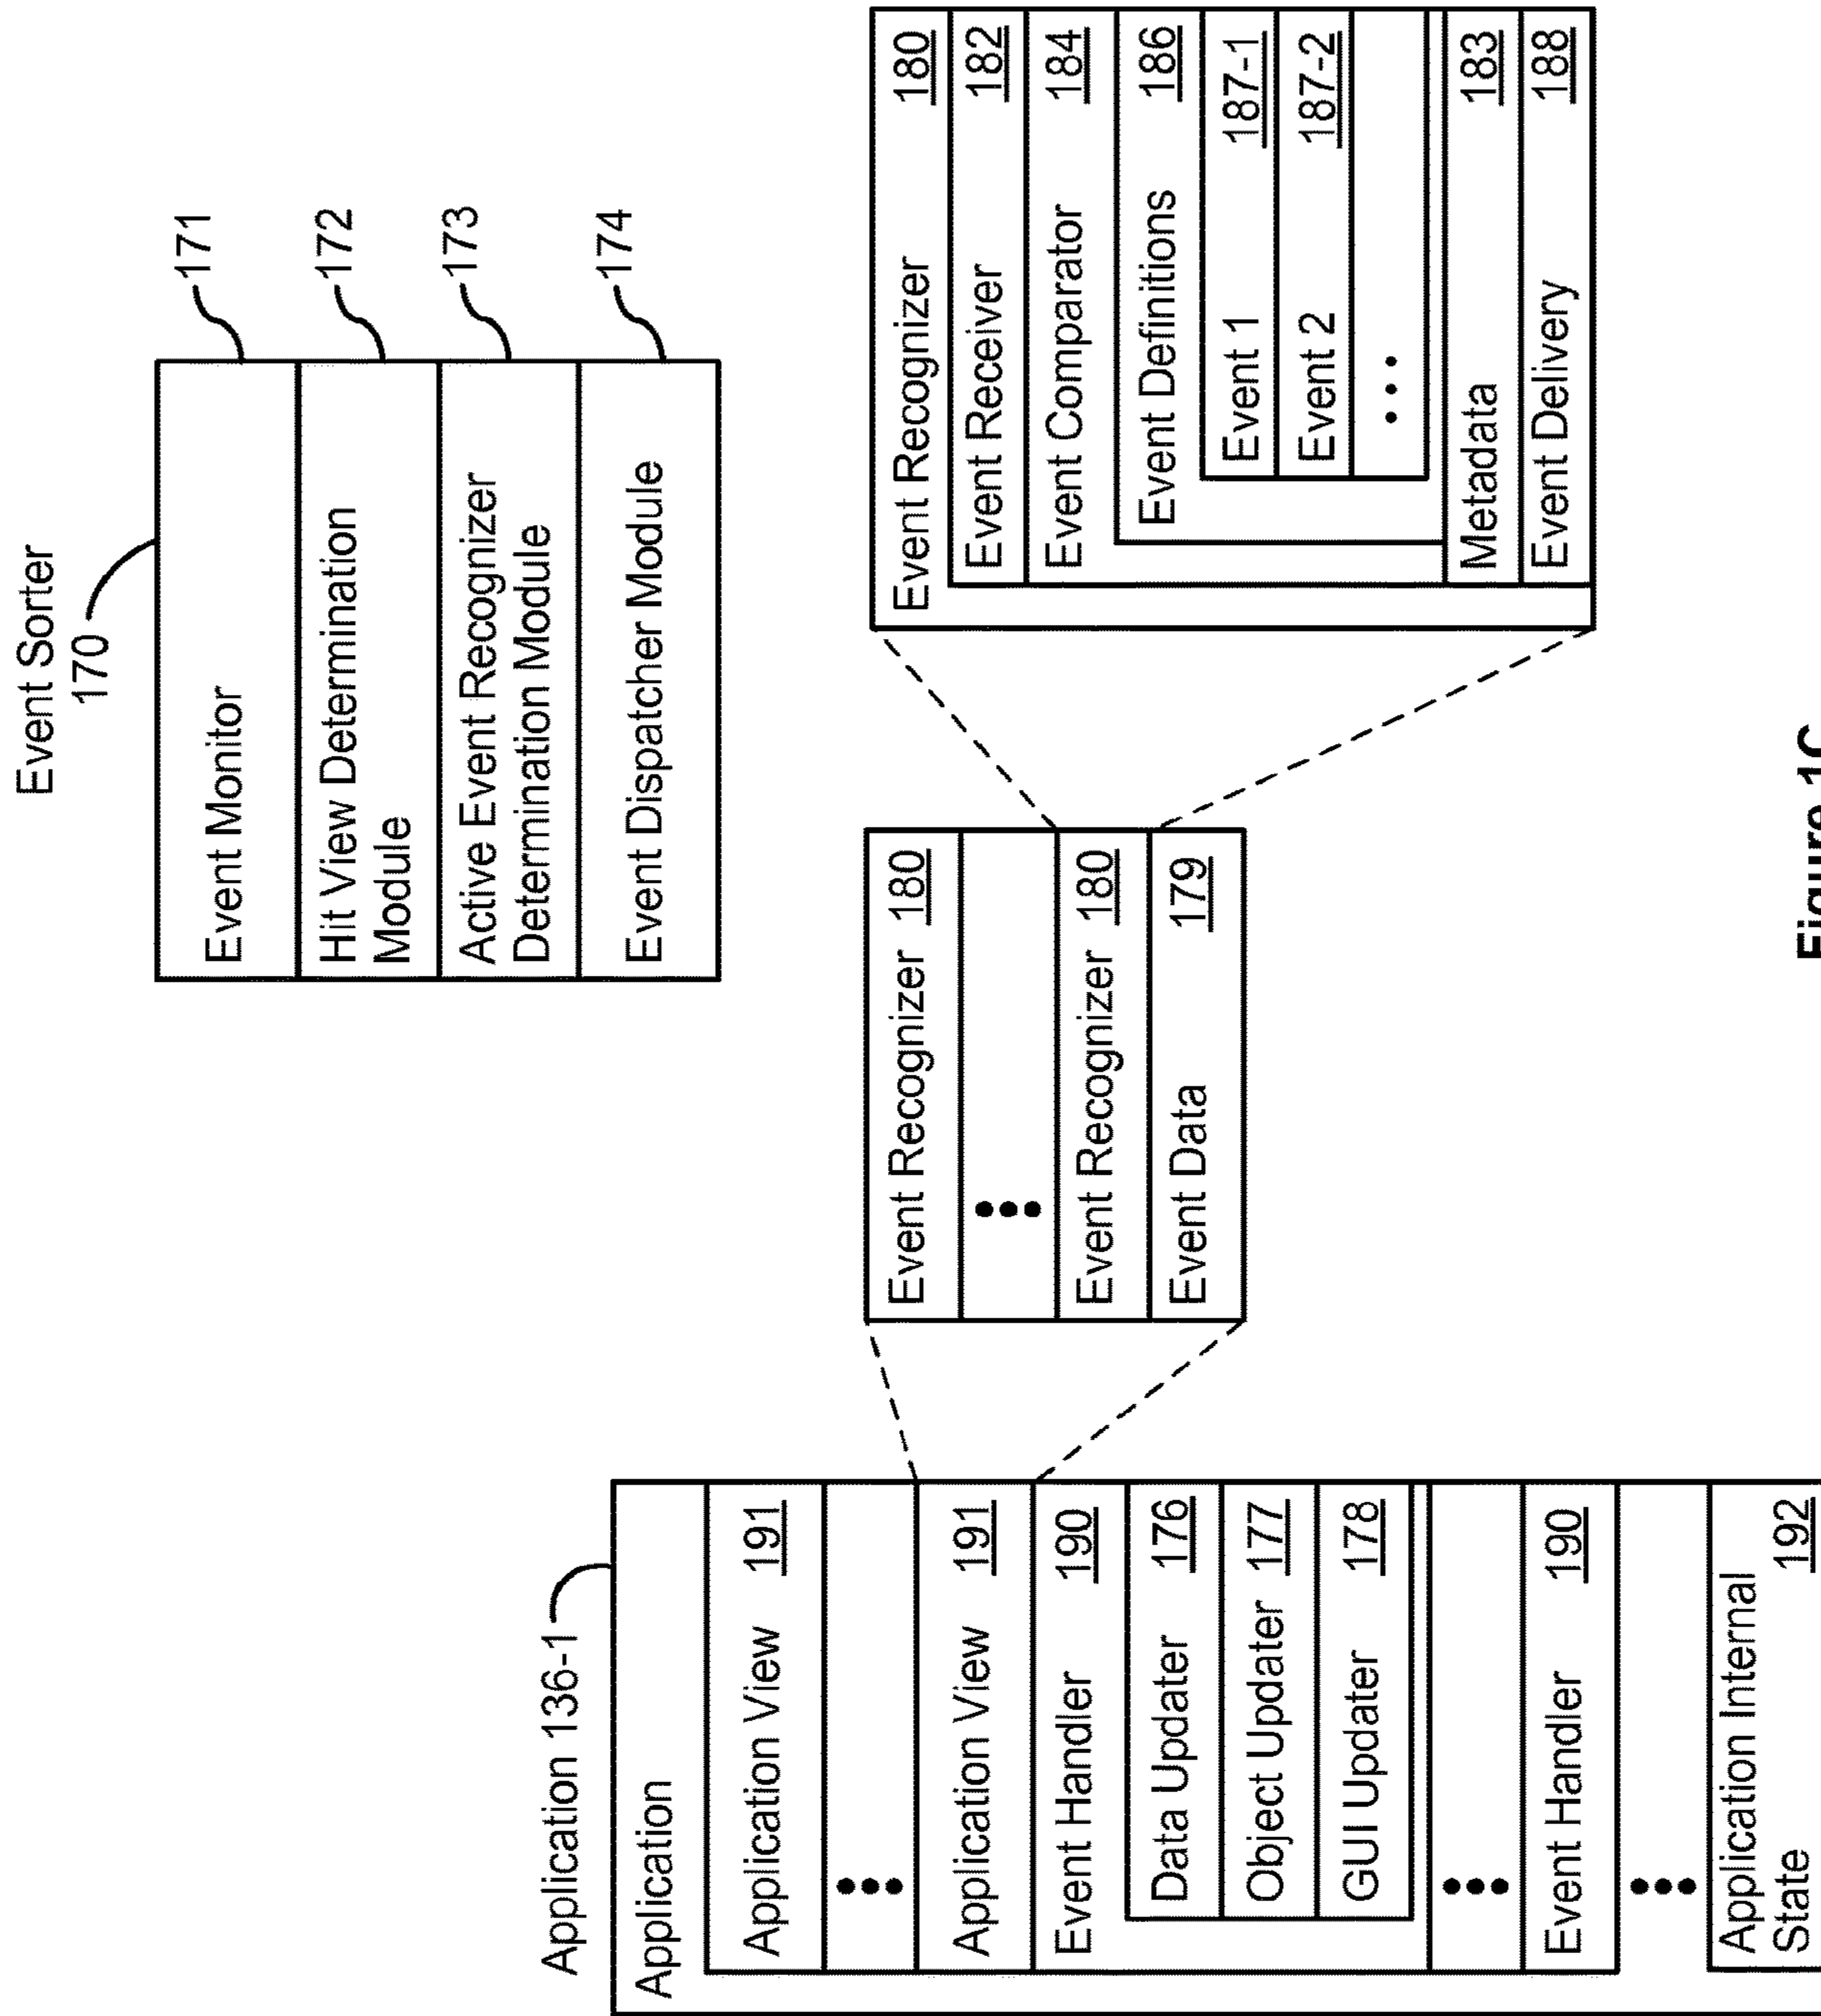 Event Sorter
170
Event Monitor
171
Hit View Determination
Module
172
Active Event Recognizer
Determination Module
173
Event Dispatcher Module
174
Application 136-1
Application
Application View 191
Application View 191
Event Handler 190
Data Updater 176
Object Updater 177
GUI Updater 178
Event Handler 190
Application Internal
State 192
Event Recognizer 180
Event Recognizer 180
Event Data 179
Event Recognizer 180
Event Receiver 182
Event Comparator 184
Event Definitions 186
Event 1 187-1
Event 2 187-2
Metadata 183
Event Delivery 188
Figure 1C